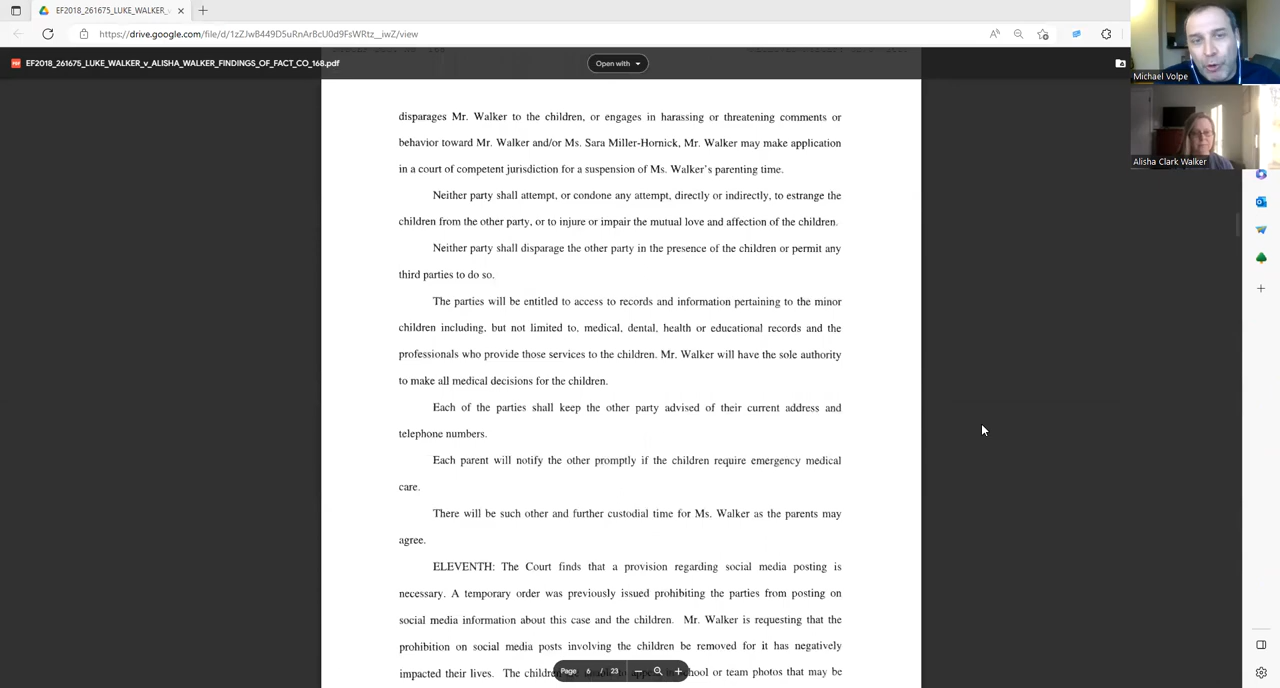 EF2018_261675_LUKE_WALKER_
https://drive.google.com/file/d/1zZJwB449D5uRnArBcU0d9FsWRtz__iwZ/view
EF2018_261675_LUKE_WALKER_v_ALISHA_WALKER_FINDINGS_OF_FACT_CO_168.pdf
Open with
Michael Volpe
Alisha Clark Walker
disparages Mr. Walker to the children, or engages in harassing or threatening comments or
behavior toward Mr. Walker and/or Ms. Sara Miller-Hornick, Mr. Walker may make application
in a court of competent jurisdiction for a suspension of Ms. Walker's parenting time.
Neither party shall attempt, or condone any attempt, directly or indirectly, to estrange the
children from the other party, or to injure or impair the mutual love and affection of the children.
Neither party shall disparage the other party in the presence of the children or permit any
third parties to do so.
The parties will be entitled to access to records and information pertaining to the minor
children including, but not limited to, medical, dental, health or educational records and the
professionals who provide those services to the children. Mr. Walker will have the sole authority
to make all medical decisions for the children.
Each of the parties shall keep the other party advised of their current address and
telephone numbers.
Each parent will notify the other promptly if the children require emergency medical
care.
There will be such other and further custodial time for Ms. Walker as the parents may
agree.
ELEVENTH: The Court finds that a provision regarding social media posting is
necessary. A temporary order was previously issued prohibiting the parties from posting on
social media information about this case and the children. Mr. Walker is requesting that the
prohibition on social media posts involving the children be removed for it has negatively
impacted their lives. The children school or team photos that may be
Page 6 / 23